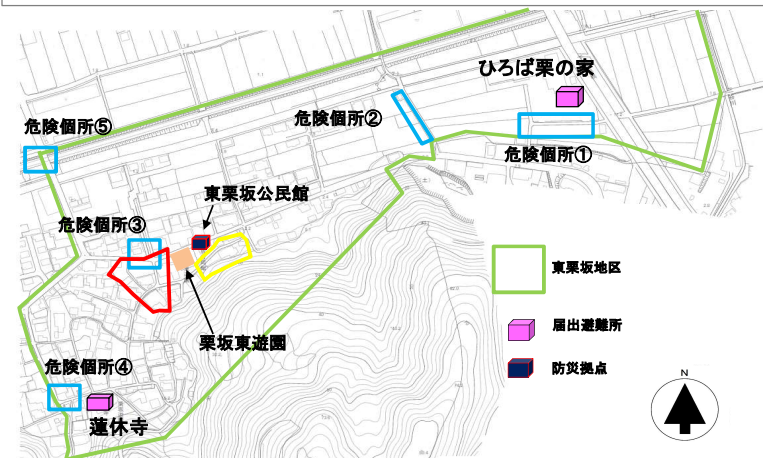 ひろば栗の家
危険個所②
危険個所⑤
危険個所①
東栗坂公民館
危険個所③
東栗坂地区
届出避難所
栗坂東遊園
防災拠点
危険個所④
N
蓮休寺